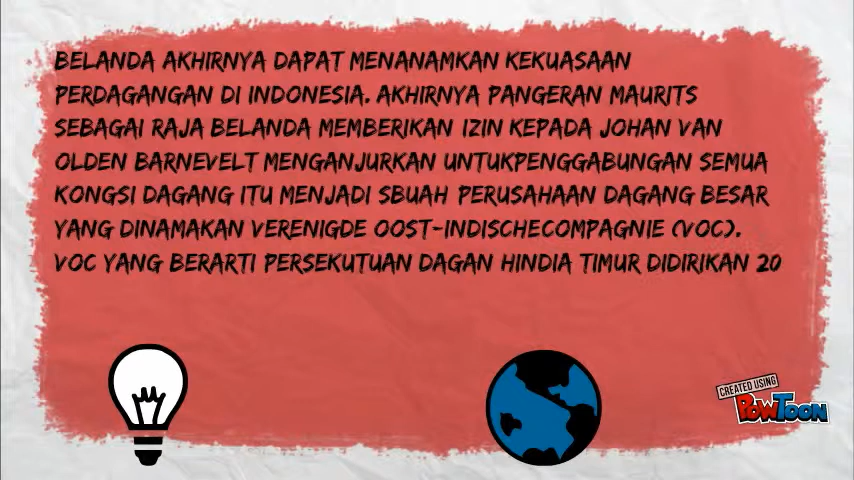 BELANDA AKHIRNYA DAPAT MENANAMKAN KEKUASAAN
PERDAGANGAN DI INDONESIA. AKHIRNYA PANGERAN MAURITS
SEBAGAI RAJA BELANDA MEMBERIKAN IZIN KEPADA JOHAN VAN
OLDEN BARNEVELT MENGANJURKAN UNTUKPENGGABUNGAN SEMUA
KONGSI DAGANG ITU MENJADI SBUAH PERUSAHAAN DAGANG BESAR
YANG DINAMAKAN VERENIGDE OOST-INDISCHECOMPAGNIE (VOC).
VOC YANG BERARTI PERSEKUTUAN DAGAN HINDIA TIMUR DIDIRIKAN 20
CREATED USING
POWTOON